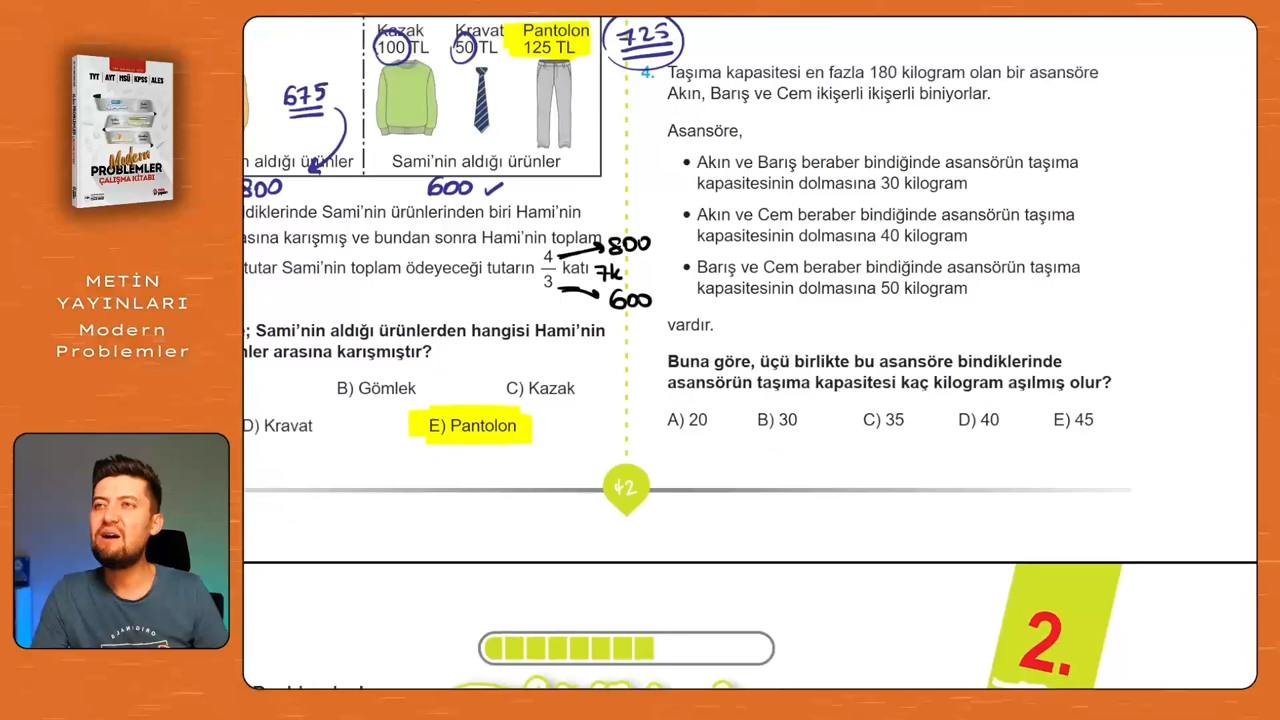 TYT AYT MSÜ KPSS ALES
Modern
PROBLEMLER
ÇALIŞMA KİTABI
METİN
YAYINLARI
Modern
Problemler
Kazak
100 TL
Kravat
50 TL
Pantolon
125 TL
725
675
n aldığı ürünler
Sami'nin aldığı ürünler
800
600 ✓
diklerinde Sami'nin ürünlerinden biri Hami'nin
asına karışmış ve bundan sonra Hami'nin toplam
tutar Sami'nin toplam ödeyeceği tutarın 4/3 katı
800
7k
600
e; Sami'nin aldığı ürünlerden hangisi Hami'nin
nler arasına karışmıştır?
B) Gömlek C) Kazak
D) Kravat E) Pantolon
4. Taşıma kapasitesi en fazla 180 kilogram olan bir asansöre
Akın, Barış ve Cem ikişerli ikişerli biniyorlar.
Asansöre,
• Akın ve Barış beraber bindiğinde asansörün taşıma
kapasitesinin dolmasına 30 kilogram
• Akın ve Cem beraber bindiğinde asansörün taşıma
kapasitesinin dolmasına 40 kilogram
• Barış ve Cem beraber bindiğinde asansörün taşıma
kapasitesinin dolmasına 50 kilogram
vardır.
Buna göre, üçü birlikte bu asansöre bindiklerinde
asansörün taşıma kapasitesi kaç kilogram aşılmış olur?
A) 20 B) 30 C) 35 D) 40 E) 45
42
2.